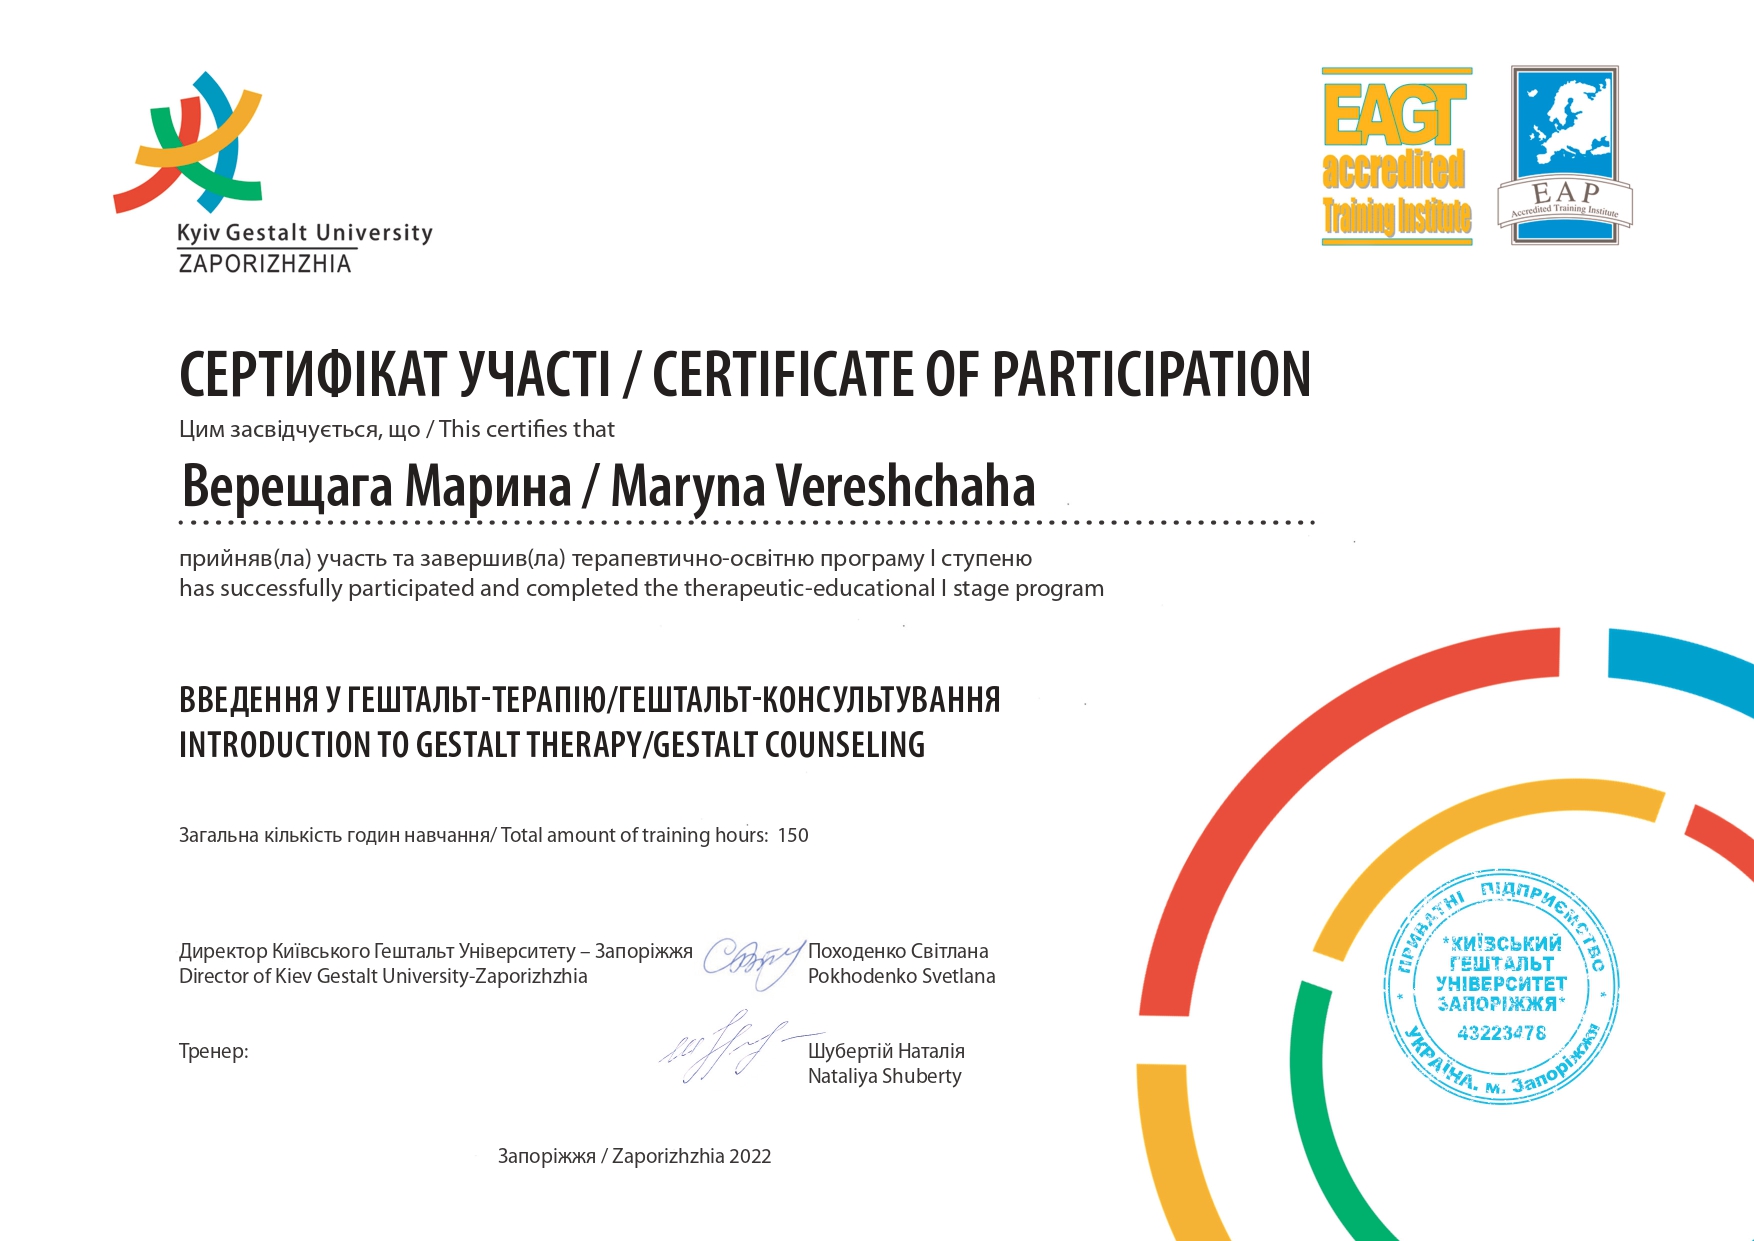 Kyiv Gestalt University
ZAPORIZHZHIA
EAGT
accredited
Training Institute
EAP
Accredited Training Institute
СЕРТИФІКАТ УЧАСТІ / CERTIFICATE OF PARTICIPATION
Цим засвідчується, що / This certifies that
Верещага Марина / Maryna Vereshchaha
прийняв(ла) участь та завершив(ла) терапевтично-освітню програму І ступеню
has successfully participated and completed the therapeutic-educational I stage program
ВВЕДЕННЯ У ГЕШТАЛЬТ-ТЕРАПІЮ/ГЕШТАЛЬТ-КОНСУЛЬТУВАННЯ
INTRODUCTION TO GESTALT THERAPY/GESTALT COUNSELING
Загальна кількість годин навчання/ Total amount of training hours: 150
Директор Київського Гештальт Університету – Запоріжжя
Director of Kiev Gestalt University-Zaporizhzhia
Походенко Світлана
Pokhodenko Svetlana
Тренер:
Шубертій Наталія
Nataliya Shuberty
* ПРИВАТНІ ПІДПРИЄМСТВО *
*КИЇВСЬКИЙ
ГЕШТАЛЬТ
УНІВЕРСИТЕТ
ЗАПОРІЖЖЯ*
43223478
УКРАЇНА. м. Запоріжжя
Запоріжжя / Zaporizhzhia 2022